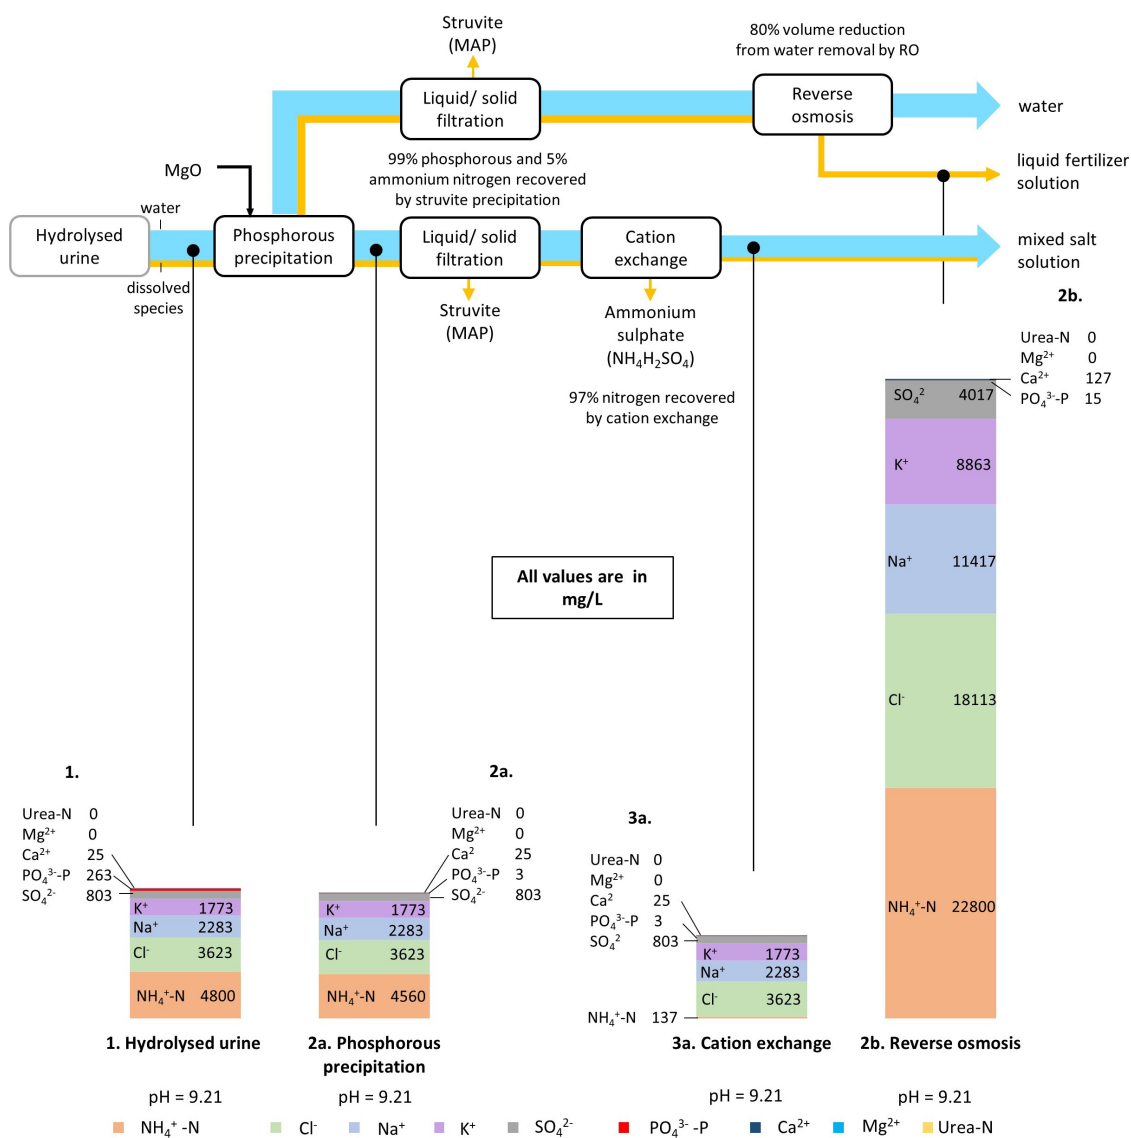 Struvite
(MAP)
80% volume reduction
from water removal by RO
Liquid/ solid
filtration
Reverse
osmosis
water
99% phosphorous and 5%
ammonium nitrogen recovered
by struvite precipitation
MgO
liquid fertilizer
solution
water
Hydrolysed
urine
Phosphorous
precipitation
Liquid/ solid
filtration
Cation
exchange
mixed salt
solution
dissolved
species
Struvite
(MAP)
Ammonium
sulphate
(NH₄H₂SO₄)
97% nitrogen recovered
by cation exchange
2b.
Urea-N 0
Mg²⁺ 0
Ca²⁺ 127
PO₄³⁻-P 15
SO₄² 4017
K⁺ 8863
Na⁺ 11417
Cl⁻ 18113
NH₄⁺-N 22800
All values are in
mg/L
1.
Urea-N 0
Mg²⁺ 0
Ca²⁺ 25
PO₄³⁻-P 263
SO₄²⁻ 803
K⁺ 1773
Na⁺ 2283
Cl⁻ 3623
NH₄⁺-N 4800
2a.
Urea-N 0
Mg²⁺ 0
Ca² 25
PO₄³⁻-P 3
SO₄²⁻ 803
K⁺ 1773
Na⁺ 2283
Cl⁻ 3623
NH₄⁺-N 4560
3a.
Urea-N 0
Mg²⁺ 0
Ca² 25
PO₄³⁻-P 3
SO₄² 803
K⁺ 1773
Na⁺ 2283
Cl⁻ 3623
NH₄⁺-N 137
1. Hydrolysed urine
2a. Phosphorous
precipitation
3a. Cation exchange
2b. Reverse osmosis
pH = 9.21
pH = 9.21
pH = 9.21
pH = 9.21
NH₄⁺ -N Cl⁻ Na⁺ K⁺ SO₄²⁻ PO₄³⁻ -P Ca²⁺ Mg²⁺ Urea-N